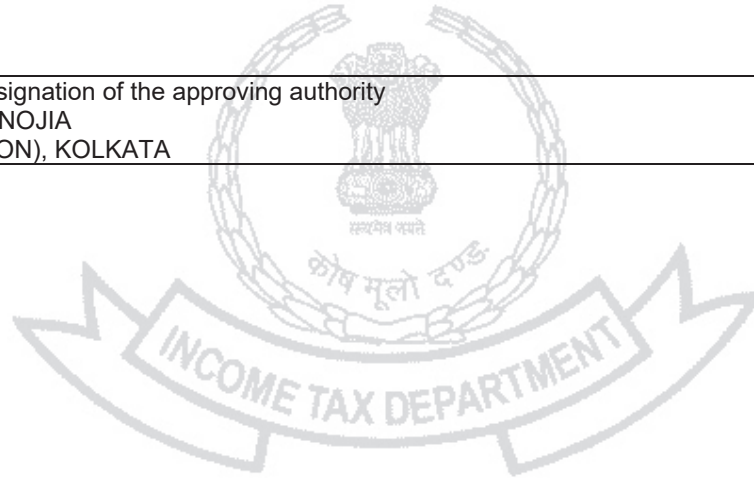 signation of the approving authority
NOJIA
ON), KOLKATA
सत्यमेव जयते
कोष मूलो दण्डः
INCOME TAX DEPARTMENT